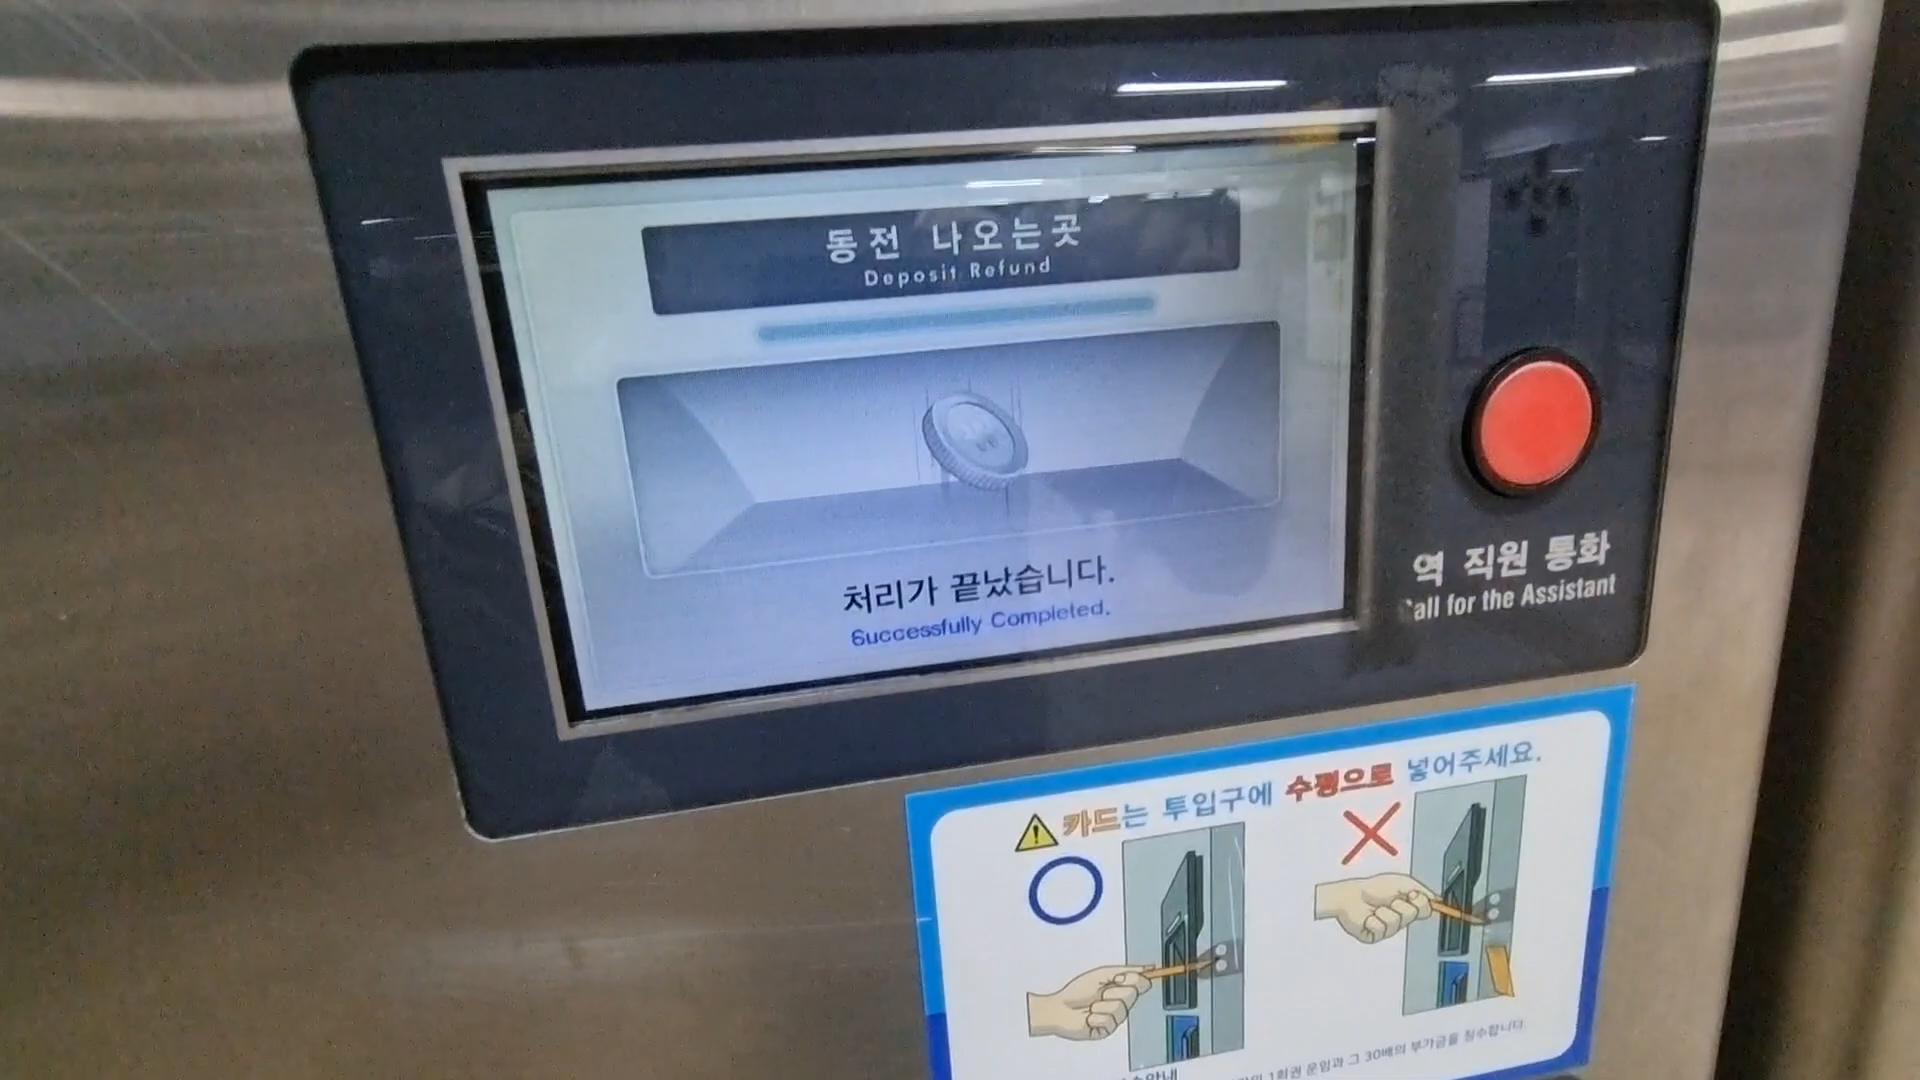 동전 나오는곳
Deposit Refund
처리가 끝났습니다.
Successfully Completed.
역 직원 통화
all for the Assistant
카드는 투입구에 수평으로 넣어주세요.
1회권 운임과 그 30배의 부가금을 징수합니다.